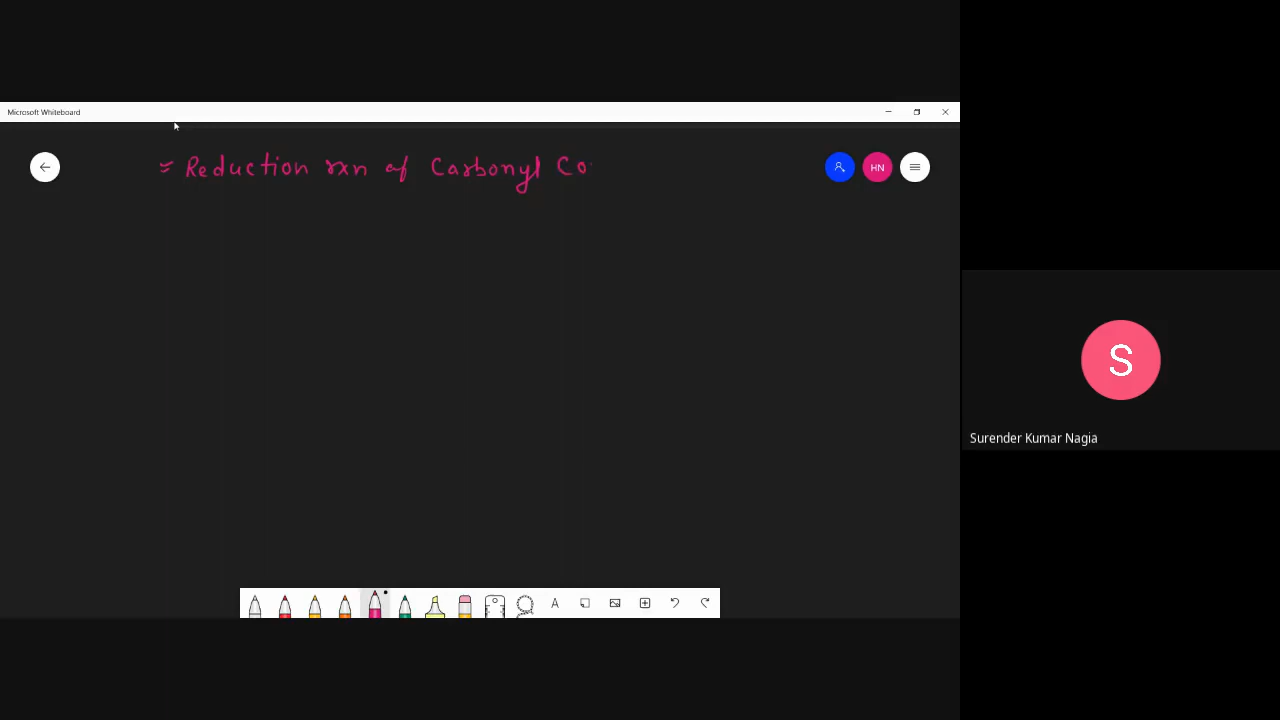 Microsoft Whiteboard
= Reduction rxn of Carbonyl Co
HN
S
Surender Kumar Nagia
A